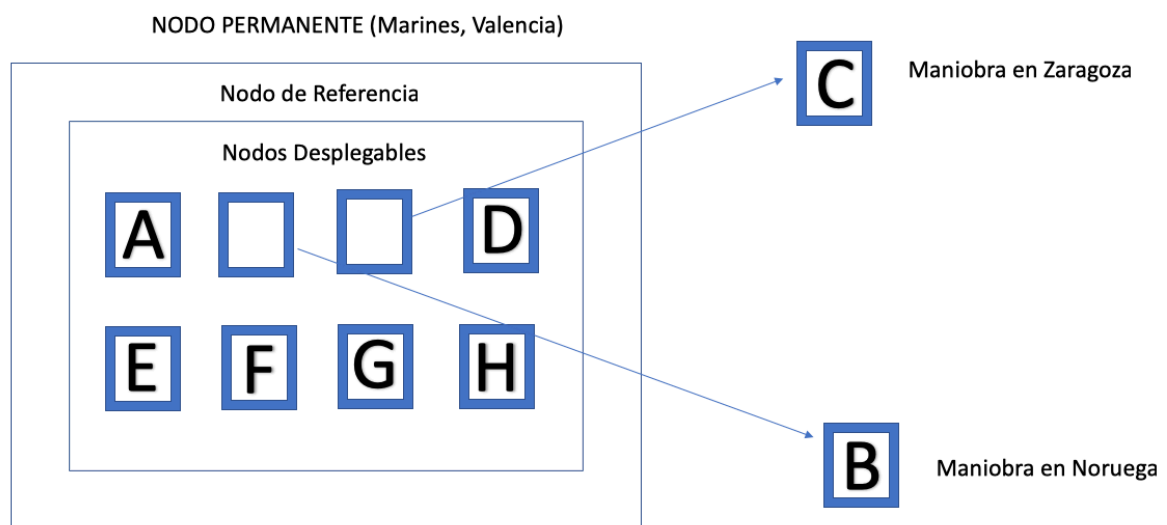 NODO PERMANENTE (Marines, Valencia)
Nodo de Referencia
Nodos Desplegables
A
D
E
F
G
H
C
Maniobra en Zaragoza
B
Maniobra en Noruega